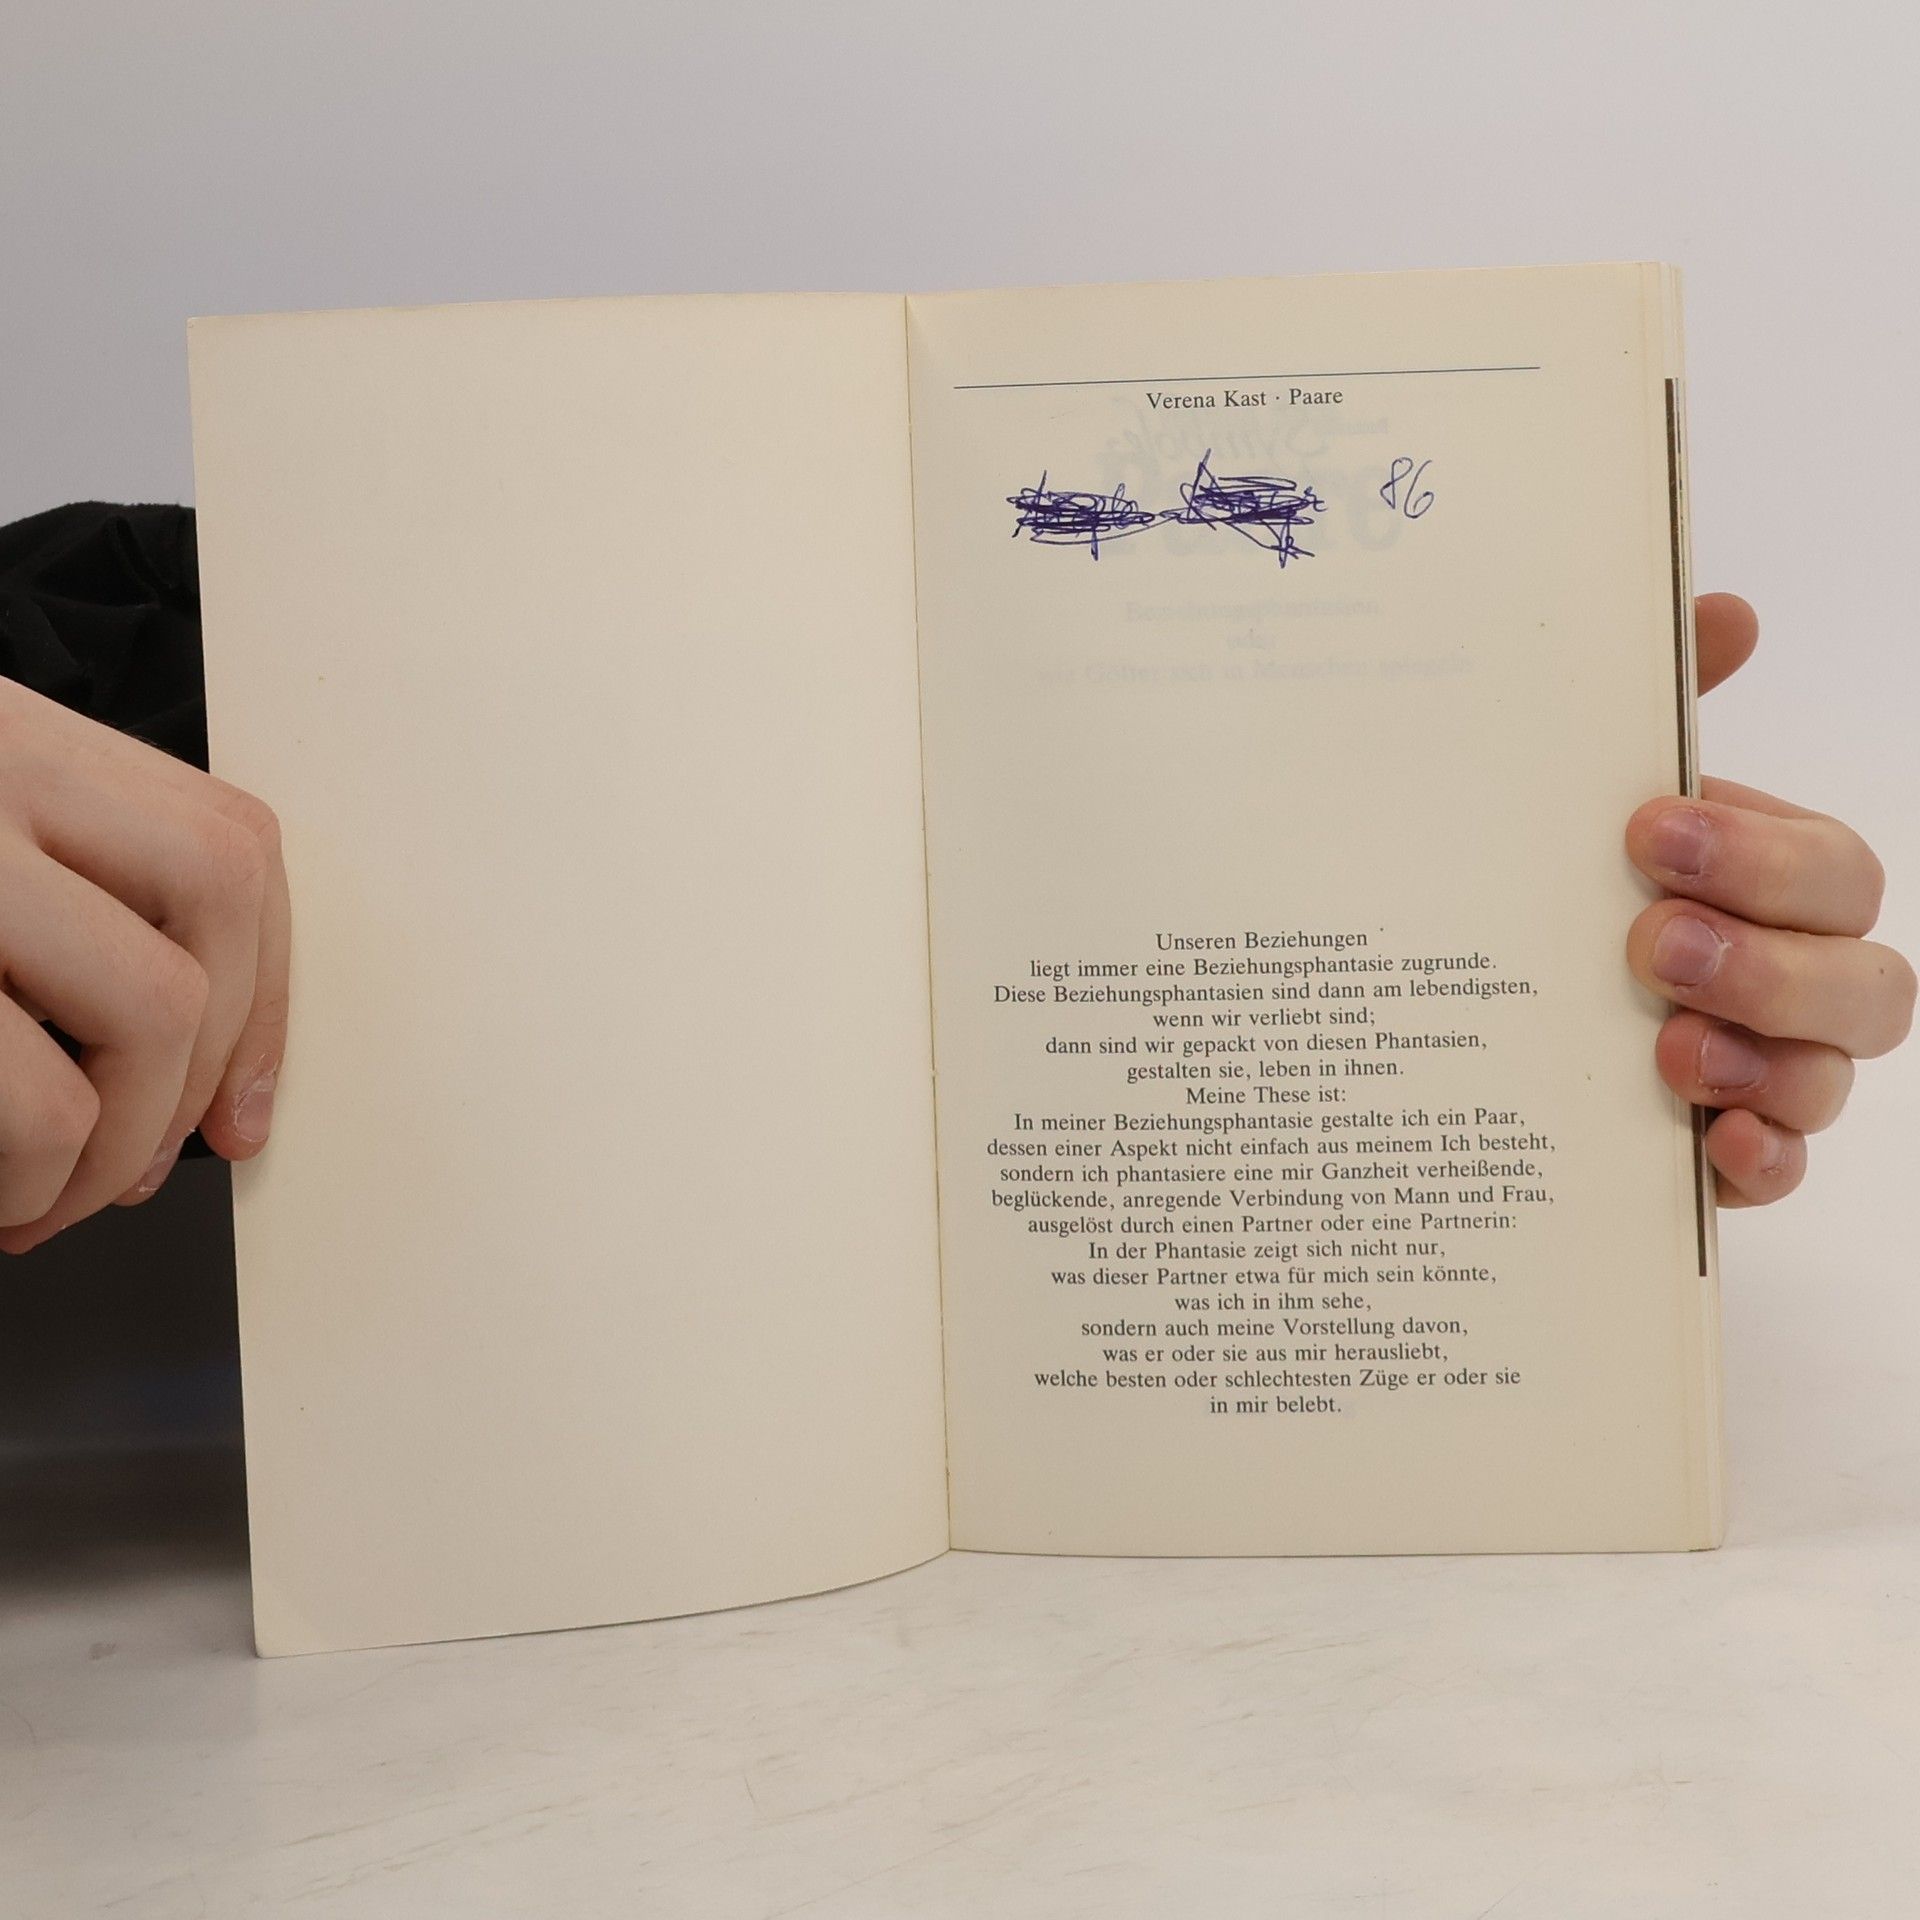 Verena Kast · Paare
86
Unseren Beziehungen
liegt immer eine Beziehungsphantasie zugrunde.
Diese Beziehungsphantasien sind dann am lebendigsten,
wenn wir verliebt sind;
dann sind wir gepackt von diesen Phantasien,
gestalten sie, leben in ihnen.
Meine These ist:
In meiner Beziehungsphantasie gestalte ich ein Paar,
dessen einer Aspekt nicht einfach aus meinem Ich besteht,
sondern ich phantasiere eine mir Ganzheit verheißende,
beglückende, anregende Verbindung von Mann und Frau,
ausgelöst durch einen Partner oder eine Partnerin:
In der Phantasie zeigt sich nicht nur,
was dieser Partner etwa für mich sein könnte,
was ich in ihm sehe,
sondern auch meine Vorstellung davon,
was er oder sie aus mir herausliebt,
welche besten oder schlechtesten Züge er oder sie
in mir belebt.